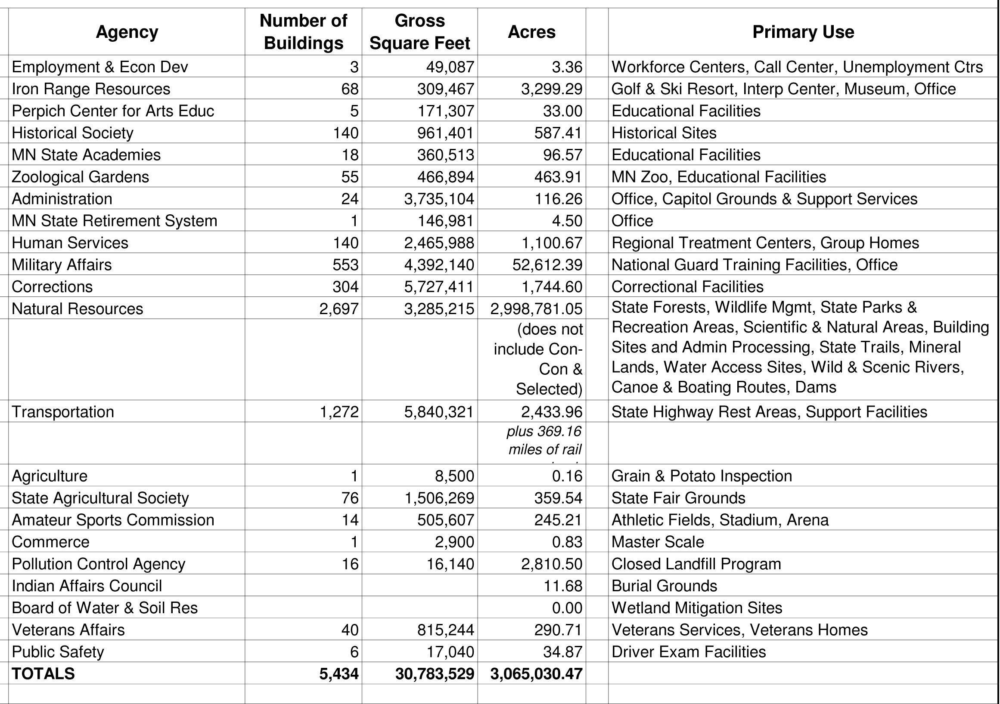 Agency Number of Buildings Gross Square Feet Acres Primary Use
Employment & Econ Dev 3 49,087 3.36 Workforce Centers, Call Center, Unemployment Ctrs
Iron Range Resources 68 309,467 3,299.29 Golf & Ski Resort, Interp Center, Museum, Office
Perpich Center for Arts Educ 5 171,307 33.00 Educational Facilities
Historical Society 140 961,401 587.41 Historical Sites
MN State Academies 18 360,513 96.57 Educational Facilities
Zoological Gardens 55 466,894 463.91 MN Zoo, Educational Facilities
Administration 24 3,735,104 116.26 Office, Capitol Grounds & Support Services
MN State Retirement System 1 146,981 4.50 Office
Human Services 140 2,465,988 1,100.67 Regional Treatment Centers, Group Homes
Military Affairs 553 4,392,140 52,612.39 National Guard Training Facilities, Office
Corrections 304 5,727,411 1,744.60 Correctional Facilities
Natural Resources 2,697 3,285,215 2,998,781.05 State Forests, Wildlife Mgmt, State Parks &
(does not Recreation Areas, Scientific & Natural Areas, Building
include Con- Sites and Admin Processing, State Trails, Mineral
Con & Lands, Water Access Sites, Wild & Scenic Rivers,
Selected) Canoe & Boating Routes, Dams
Transportation 1,272 5,840,321 2,433.96 State Highway Rest Areas, Support Facilities
plus 369.16
miles of rail
Agriculture 1 8,500 0.16 Grain & Potato Inspection
State Agricultural Society 76 1,506,269 359.54 State Fair Grounds
Amateur Sports Commission 14 505,607 245.21 Athletic Fields, Stadium, Arena
Commerce 1 2,900 0.83 Master Scale
Pollution Control Agency 16 16,140 2,810.50 Closed Landfill Program
Indian Affairs Council 11.68 Burial Grounds
Board of Water & Soil Res 0.00 Wetland Mitigation Sites
Veterans Affairs 40 815,244 290.71 Veterans Services, Veterans Homes
Public Safety 6 17,040 34.87 Driver Exam Facilities
TOTALS 5,434 30,783,529 3,065,030.47